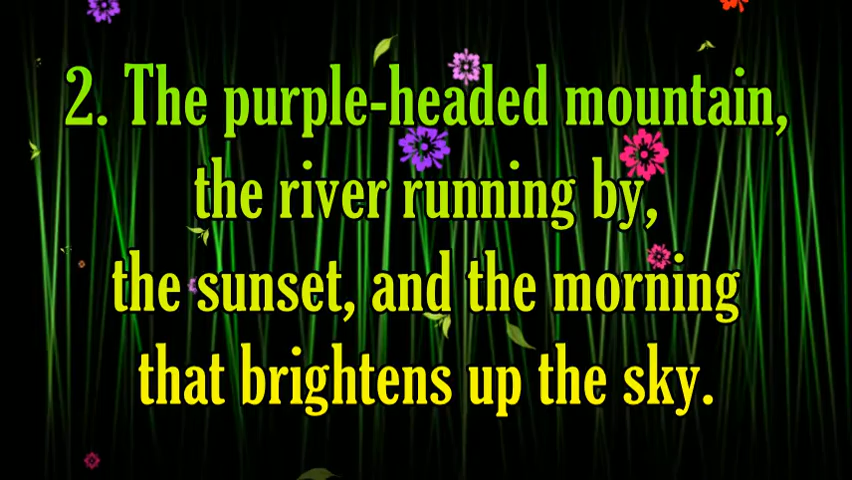 2. The purple-headed mountain,
the river running by,
the sunset, and the morning
that brightens up the sky.